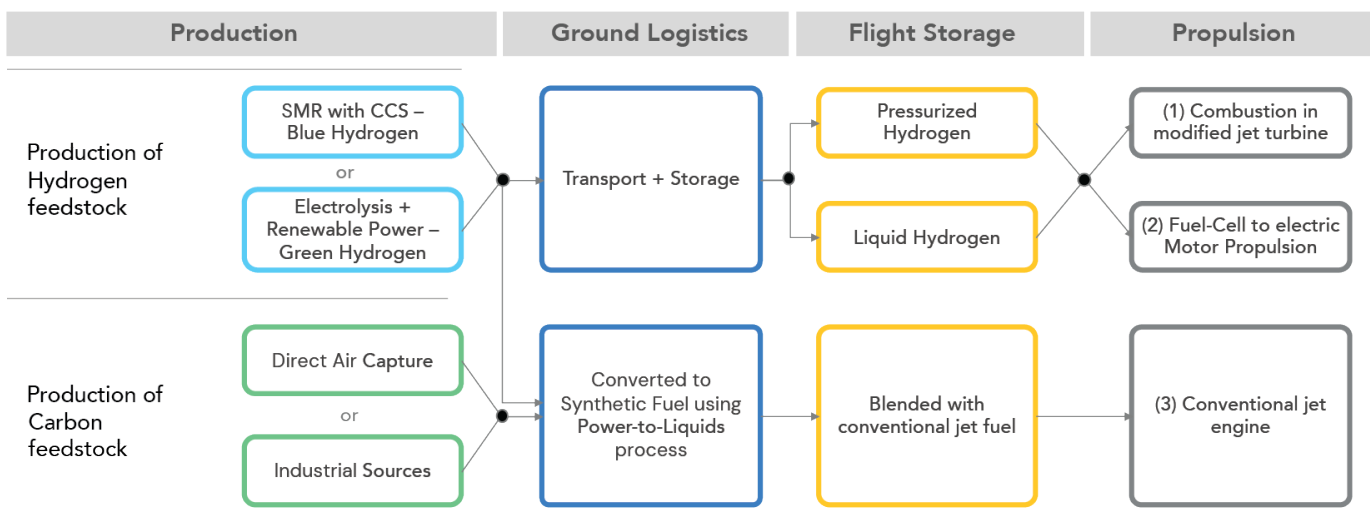 Production
Ground Logistics
Flight Storage
Propulsion
Production of
Hydrogen
feedstock
SMR with CCS –
Blue Hydrogen
or
Electrolysis +
Renewable Power –
Green Hydrogen
Transport + Storage
Pressurized
Hydrogen
Liquid Hydrogen
(1) Combustion in
modified jet turbine
(2) Fuel-Cell to electric
Motor Propulsion
Production of
Carbon
feedstock
Direct Air Capture
or
Industrial Sources
Converted to
Synthetic Fuel using
Power-to-Liquids
process
Blended with
conventional jet fuel
(3) Conventional jet
engine